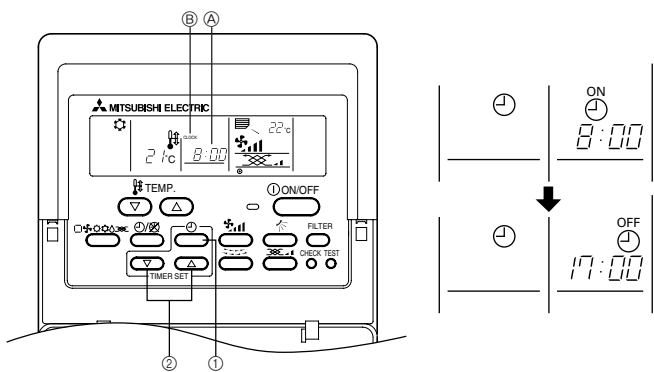 Ⓑ Ⓐ
MITSUBISHI ELECTRIC
CLOCK
22°c
21°c
8:00
TEMP.
ON/OFF
FILTER
CHECK TEST
TIMER SET
② ①
ON
8:00
OFF
17:00